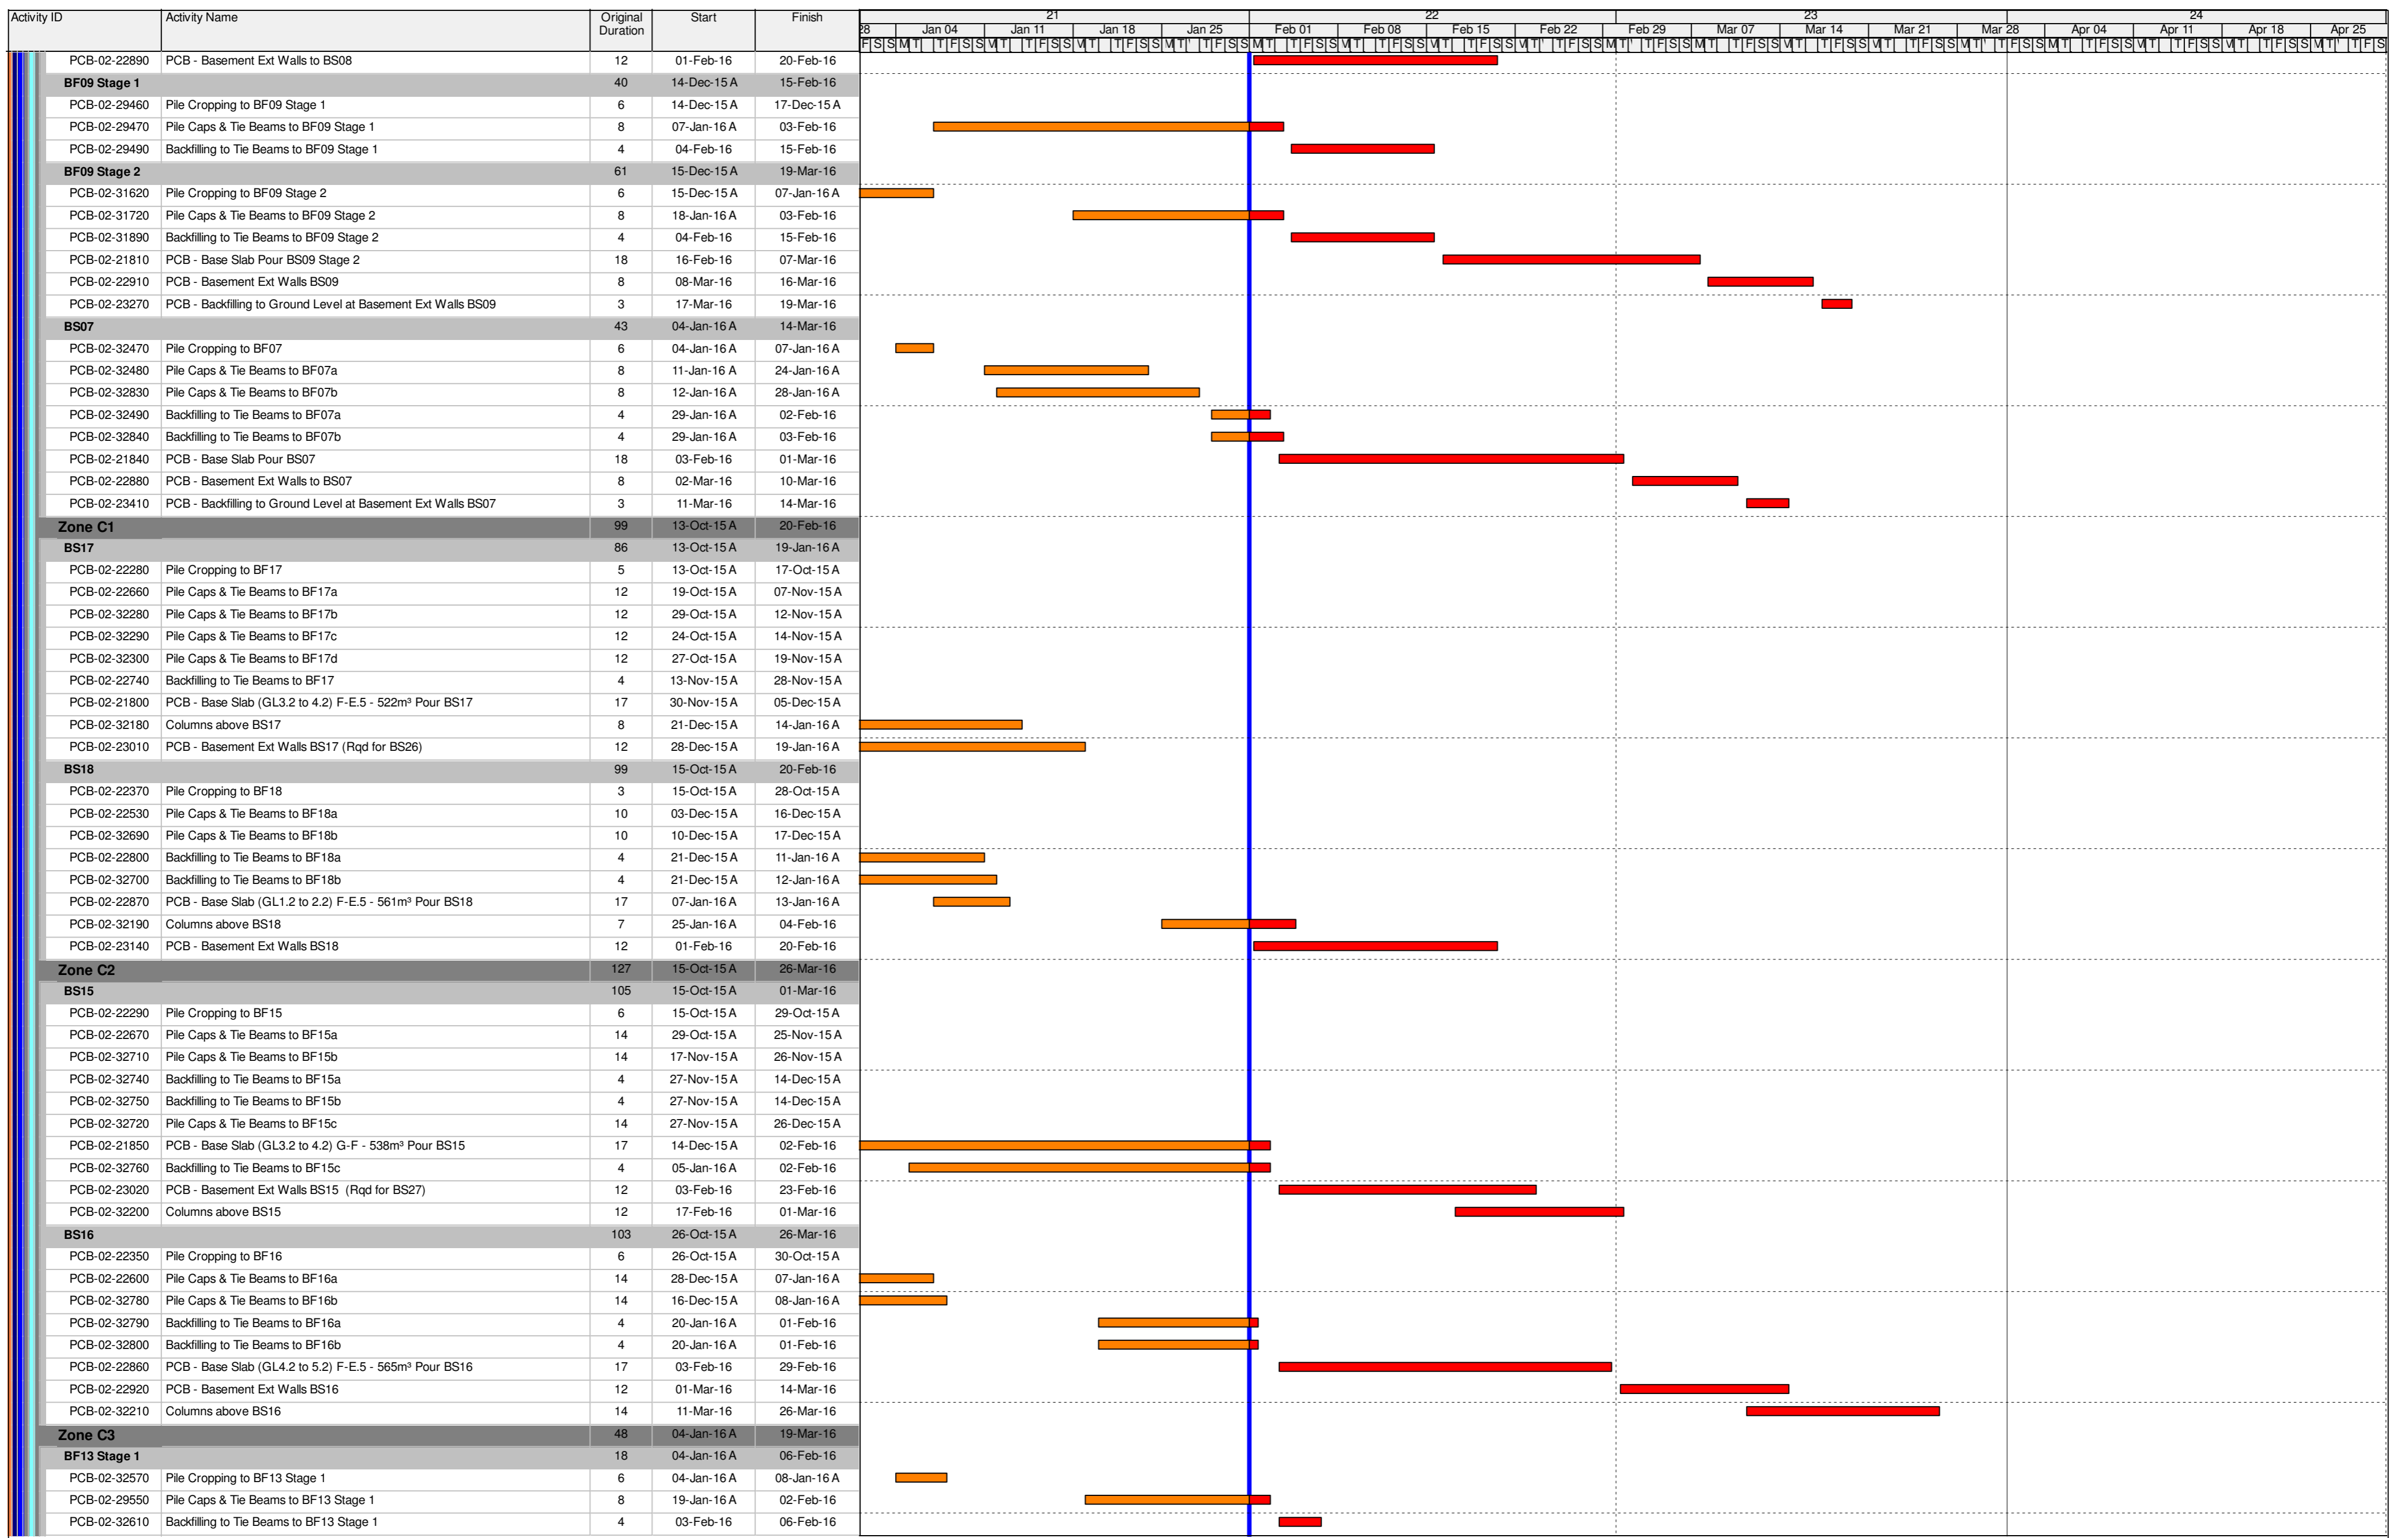 Activity ID Activity Name Original Duration Start Finish
21 22 23 24
28 Jan 04 Jan 11 Jan 18 Jan 25 Feb 01 Feb 08 Feb 15 Feb 22 Feb 29 Mar 07 Mar 14 Mar 21 Mar 28 Apr 04 Apr 11 Apr 18 Apr 25
PCB-02-22890 PCB - Basement Ext Walls to BS08 12 01-Feb-16 20-Feb-16
BF09 Stage 1 40 14-Dec-15 A 15-Feb-16
PCB-02-29460 Pile Cropping to BF09 Stage 1 6 14-Dec-15 A 17-Dec-15 A
PCB-02-29470 Pile Caps & Tie Beams to BF09 Stage 1 8 07-Jan-16 A 03-Feb-16
PCB-02-29490 Backfilling to Tie Beams to BF09 Stage 1 4 04-Feb-16 15-Feb-16
BF09 Stage 2 61 15-Dec-15 A 19-Mar-16
PCB-02-31620 Pile Cropping to BF09 Stage 2 6 15-Dec-15 A 07-Jan-16 A
PCB-02-31720 Pile Caps & Tie Beams to BF09 Stage 2 8 18-Jan-16 A 03-Feb-16
PCB-02-31890 Backfilling to Tie Beams to BF09 Stage 2 4 04-Feb-16 15-Feb-16
PCB-02-21810 PCB - Base Slab Pour BS09 Stage 2 18 16-Feb-16 07-Mar-16
PCB-02-22910 PCB - Basement Ext Walls BS09 8 08-Mar-16 16-Mar-16
PCB-02-23270 PCB - Backfilling to Ground Level at Basement Ext Walls BS09 3 17-Mar-16 19-Mar-16
BS07 43 04-Jan-16 A 14-Mar-16
PCB-02-32470 Pile Cropping to BF07 6 04-Jan-16 A 07-Jan-16 A
PCB-02-32480 Pile Caps & Tie Beams to BF07a 8 11-Jan-16 A 24-Jan-16 A
PCB-02-32830 Pile Caps & Tie Beams to BF07b 8 12-Jan-16 A 28-Jan-16 A
PCB-02-32490 Backfilling to Tie Beams to BF07a 4 29-Jan-16 A 02-Feb-16
PCB-02-32840 Backfilling to Tie Beams to BF07b 4 29-Jan-16 A 03-Feb-16
PCB-02-21840 PCB - Base Slab Pour BS07 18 03-Feb-16 01-Mar-16
PCB-02-22880 PCB - Basement Ext Walls to BS07 8 02-Mar-16 10-Mar-16
PCB-02-23410 PCB - Backfilling to Ground Level at Basement Ext Walls BS07 3 11-Mar-16 14-Mar-16
Zone C1 99 13-Oct-15 A 20-Feb-16
BS17 86 13-Oct-15 A 19-Jan-16 A
PCB-02-22280 Pile Cropping to BF17 5 13-Oct-15 A 17-Oct-15 A
PCB-02-22660 Pile Caps & Tie Beams to BF17a 12 19-Oct-15 A 07-Nov-15 A
PCB-02-32280 Pile Caps & Tie Beams to BF17b 12 29-Oct-15 A 12-Nov-15 A
PCB-02-32290 Pile Caps & Tie Beams to BF17c 12 24-Oct-15 A 14-Nov-15 A
PCB-02-32300 Pile Caps & Tie Beams to BF17d 12 27-Oct-15 A 19-Nov-15 A
PCB-02-22740 Backfilling to Tie Beams to BF17 4 13-Nov-15 A 28-Nov-15 A
PCB-02-21800 PCB - Base Slab (GL3.2 to 4.2) F-E.5 - 522m³ Pour BS17 17 30-Nov-15 A 05-Dec-15 A
PCB-02-32180 Columns above BS17 8 21-Dec-15 A 14-Jan-16 A
PCB-02-23010 PCB - Basement Ext Walls BS17 (Rqd for BS26) 12 28-Dec-15 A 19-Jan-16 A
BS18 99 15-Oct-15 A 20-Feb-16
PCB-02-22370 Pile Cropping to BF18 3 15-Oct-15 A 28-Oct-15 A
PCB-02-22530 Pile Caps & Tie Beams to BF18a 10 03-Dec-15 A 16-Dec-15 A
PCB-02-32690 Pile Caps & Tie Beams to BF18b 10 10-Dec-15 A 17-Dec-15 A
PCB-02-22800 Backfilling to Tie Beams to BF18a 4 21-Dec-15 A 11-Jan-16 A
PCB-02-32700 Backfilling to Tie Beams to BF18b 4 21-Dec-15 A 12-Jan-16 A
PCB-02-22870 PCB - Base Slab (GL1.2 to 2.2) F-E.5 - 561m³ Pour BS18 17 07-Jan-16 A 13-Jan-16 A
PCB-02-32190 Columns above BS18 7 25-Jan-16 A 04-Feb-16
PCB-02-23140 PCB - Basement Ext Walls BS18 12 01-Feb-16 20-Feb-16
Zone C2 127 15-Oct-15 A 26-Mar-16
BS15 105 15-Oct-15 A 01-Mar-16
PCB-02-22290 Pile Cropping to BF15 6 15-Oct-15 A 29-Oct-15 A
PCB-02-22670 Pile Caps & Tie Beams to BF15a 14 29-Oct-15 A 25-Nov-15 A
PCB-02-32710 Pile Caps & Tie Beams to BF15b 14 17-Nov-15 A 26-Nov-15 A
PCB-02-32740 Backfilling to Tie Beams to BF15a 4 27-Nov-15 A 14-Dec-15 A
PCB-02-32750 Backfilling to Tie Beams to BF15b 4 27-Nov-15 A 14-Dec-15 A
PCB-02-32720 Pile Caps & Tie Beams to BF15c 14 27-Nov-15 A 26-Dec-15 A
PCB-02-21850 PCB - Base Slab (GL3.2 to 4.2) G-F - 538m³ Pour BS15 17 14-Dec-15 A 02-Feb-16
PCB-02-32760 Backfilling to Tie Beams to BF15c 4 05-Jan-16 A 02-Feb-16
PCB-02-23020 PCB - Basement Ext Walls BS15 (Rqd for BS27) 12 03-Feb-16 23-Feb-16
PCB-02-32200 Columns above BS15 12 17-Feb-16 01-Mar-16
BS16 103 26-Oct-15 A 26-Mar-16
PCB-02-22350 Pile Cropping to BF16 6 26-Oct-15 A 30-Oct-15 A
PCB-02-22600 Pile Caps & Tie Beams to BF16a 14 28-Dec-15 A 07-Jan-16 A
PCB-02-32780 Pile Caps & Tie Beams to BF16b 14 16-Dec-15 A 08-Jan-16 A
PCB-02-32790 Backfilling to Tie Beams to BF16a 4 20-Jan-16 A 01-Feb-16
PCB-02-32800 Backfilling to Tie Beams to BF16b 4 20-Jan-16 A 01-Feb-16
PCB-02-22860 PCB - Base Slab (GL4.2 to 5.2) F-E.5 - 565m³ Pour BS16 17 03-Feb-16 29-Feb-16
PCB-02-22920 PCB - Basement Ext Walls BS16 12 01-Mar-16 14-Mar-16
PCB-02-32210 Columns above BS16 14 11-Mar-16 26-Mar-16
Zone C3 48 04-Jan-16 A 19-Mar-16
BF13 Stage 1 18 04-Jan-16 A 06-Feb-16
PCB-02-32570 Pile Cropping to BF13 Stage 1 6 04-Jan-16 A 08-Jan-16 A
PCB-02-29550 Pile Caps & Tie Beams to BF13 Stage 1 8 19-Jan-16 A 02-Feb-16
PCB-02-32610 Backfilling to Tie Beams to BF13 Stage 1 4 03-Feb-16 06-Feb-16